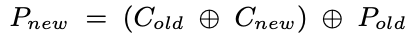 P_new = (C_old ⊕ C_new) ⊕ P_old